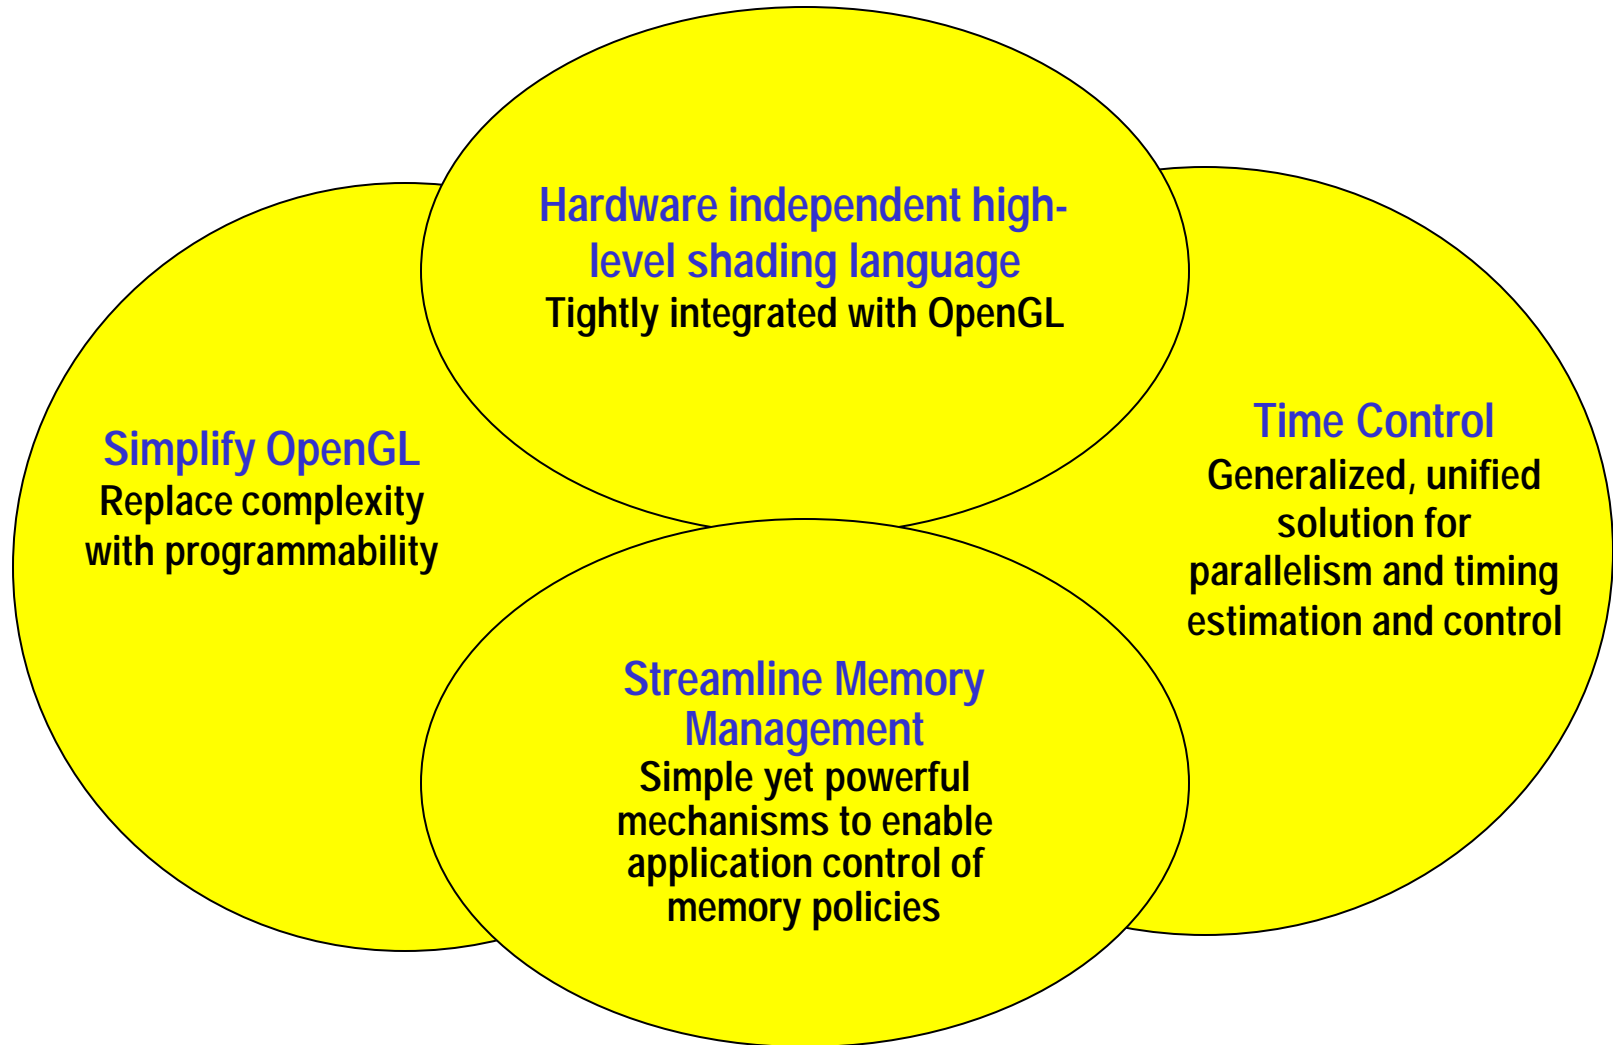 Hardware independent high-
level shading language
Tightly integrated with OpenGL
Simplify OpenGL
Replace complexity
with programmability
Time Control
Generalized, unified
solution for
parallelism and timing
estimation and control
Streamline Memory
Management
Simple yet powerful
mechanisms to enable
application control of
memory policies